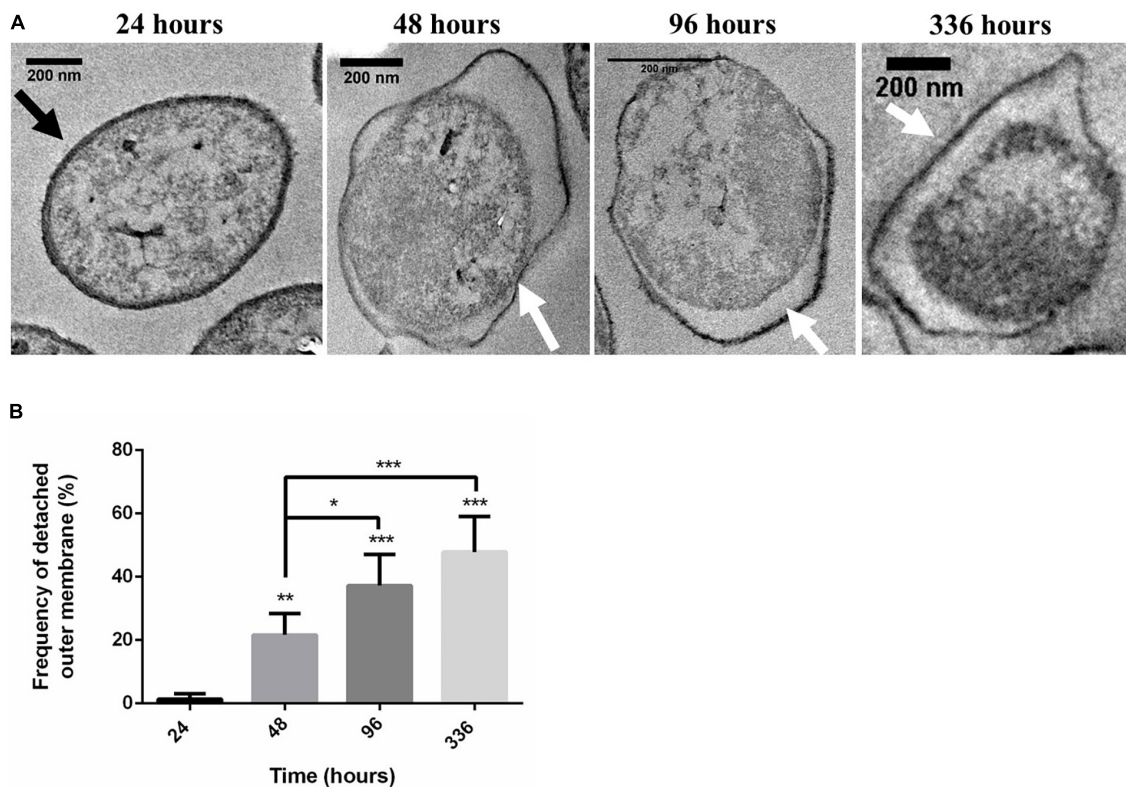 A
24 hours 48 hours 96 hours 336 hours
200 nm 200 nm 200 nm 200 nm
B
Frequency of detached
outer membrane (%)
80
60
40
20
0
***
*
** *** ***
24 48 96 336
Time (hours)